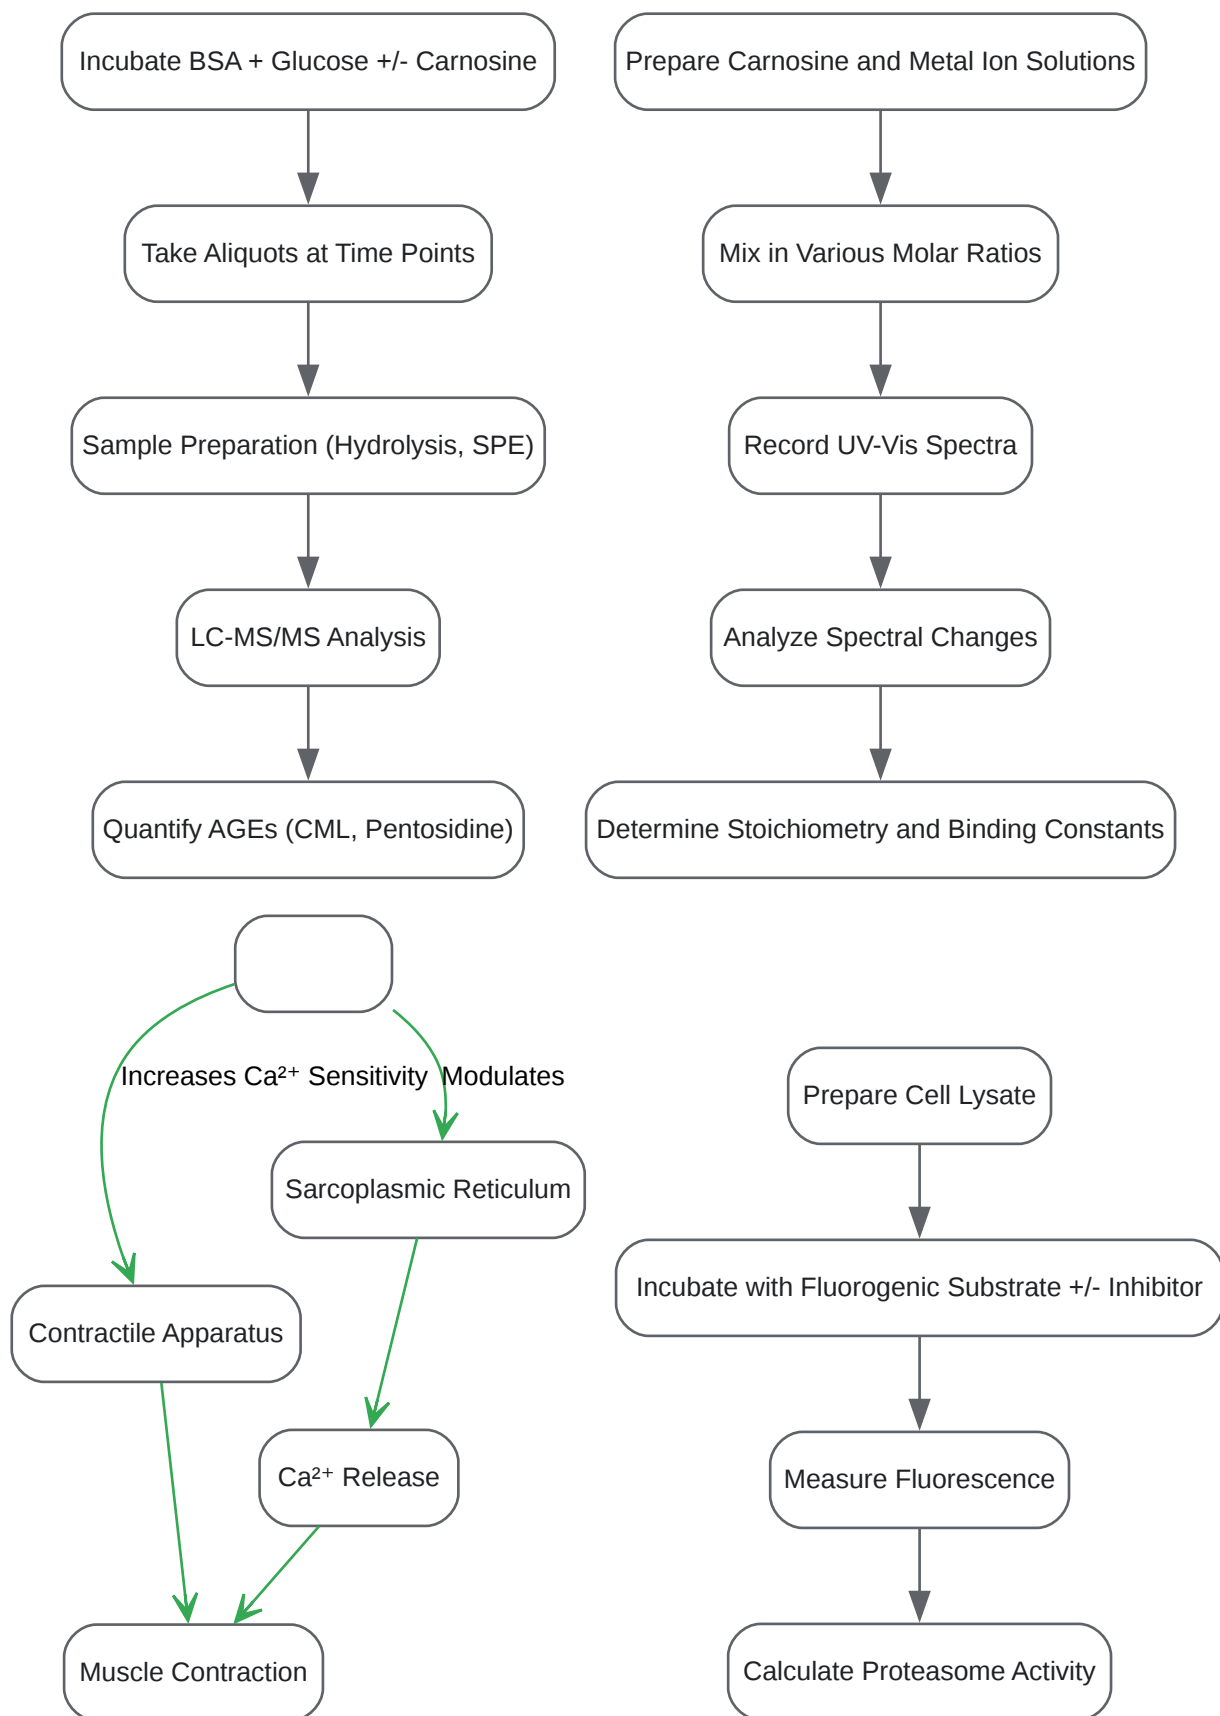 Incubate BSA + Glucose +/- Carnosine
Take Aliquots at Time Points
Sample Preparation (Hydrolysis, SPE)
LC-MS/MS Analysis
Quantify AGEs (CML, Pentosidine)
Prepare Carnosine and Metal Ion Solutions
Mix in Various Molar Ratios
Record UV-Vis Spectra
Analyze Spectral Changes
Determine Stoichiometry and Binding Constants
Increases Ca²⁺ Sensitivity
Modulates
Sarcoplasmic Reticulum
Contractile Apparatus
Ca²⁺ Release
Muscle Contraction
Prepare Cell Lysate
Incubate with Fluorogenic Substrate +/- Inhibitor
Measure Fluorescence
Calculate Proteasome Activity